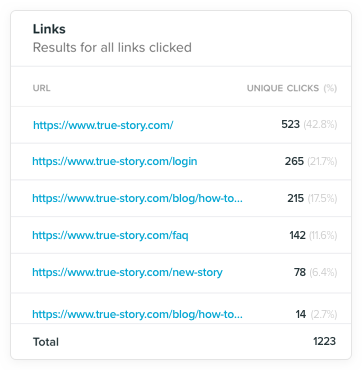 Links
Results for all links clicked
URL UNIQUE CLICKS (%)
https://www.true-story.com/ 523 (42.8%)
https://www.true-story.com/login 265 (21.7%)
https://www.true-story.com/blog/how-to... 215 (17.5%)
https://www.true-story.com/faq 142 (11.6%)
https://www.true-story.com/new-story 78 (6.4%)
https://www.true-story.com/blog/how-to... 14 (2.7%)
Total 1223